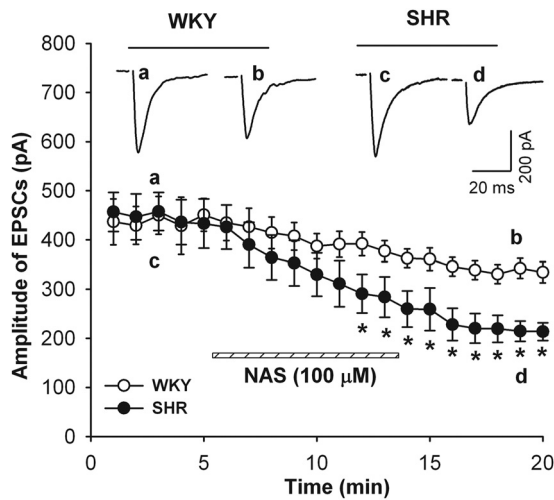 WKY SHR
a b c d
200 pA
20 ms
800
700
600
500
400
300
200
100
0
Amplitude of EPSCs (pA)
a
c
b
* * * * * * * * *
d
NAS (100 µM)
WKY
SHR
0 5 10 15 20
Time (min)